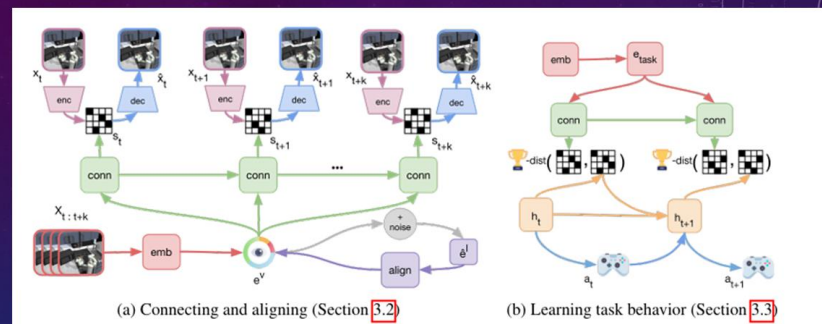 x_t
x̂_t
x_{t+1}
x̂_{t+1}
x_{t+k}
x̂_{t+k}
enc
dec
enc
dec
enc
dec
s_t
s_{t+1}
s_{t+k}
conn
conn
...
conn
X_{t : t+k}
emb
e^v
+
noise
align
ê^l
(a) Connecting and aligning (Section 3.2)
emb
e_task
conn
conn
-dist( , )
-dist( , )
h_t
h_{t+1}
a_t
a_{t+1}
(b) Learning task behavior (Section 3.3)